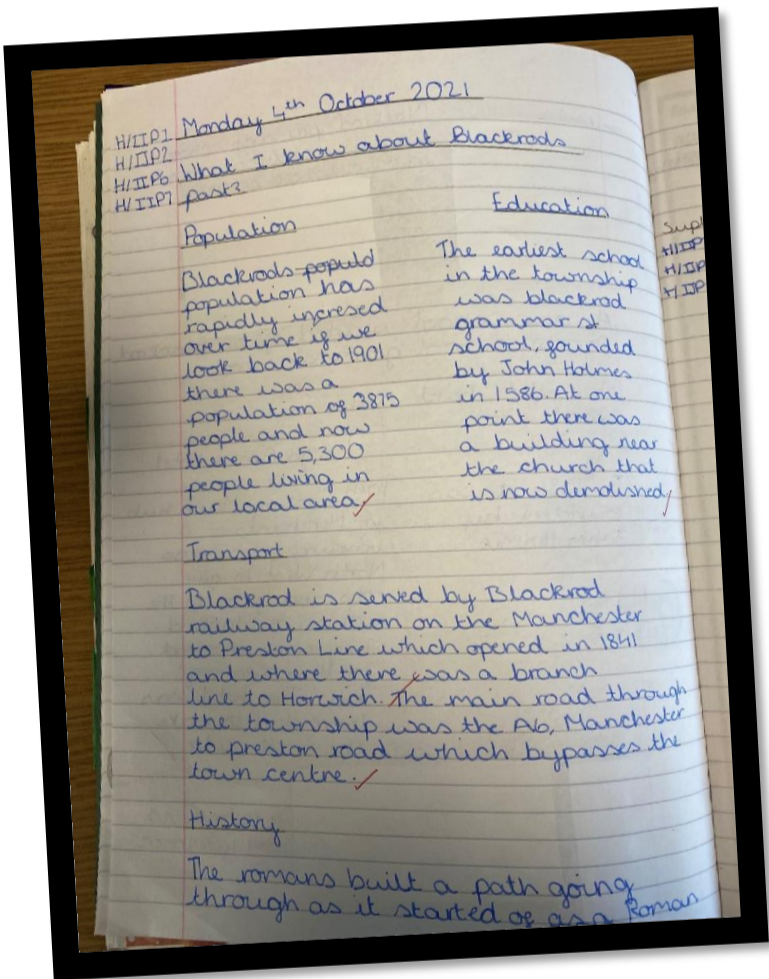 Monday 4th October 2021
H/IIP1
H/IIP2
H/IIP6
H/IIP7
What I know about Blackrods
past?
Population
Blackrods populd
population has
rapidly incresed
over time if we
look back to 1901
there was a
population of 3875
people and now
there are 5,300
people living in
our local area
Education
The earliest school
in the township
was blackrod
grammar st
school, founded
by John Holmes
in 1586. At one
point there was
a building near
the church that
is now demolished
Transport
Blackrod is served by Blackrod
railway station on the Manchester
to Preston Line which opened in 1841
and where there was a branch
line to Horwich. The main road through
the township was the A6, Manchester
to preston road which bypasses the
town centre.
History
The romans built a path going
through as it started of as a Roman